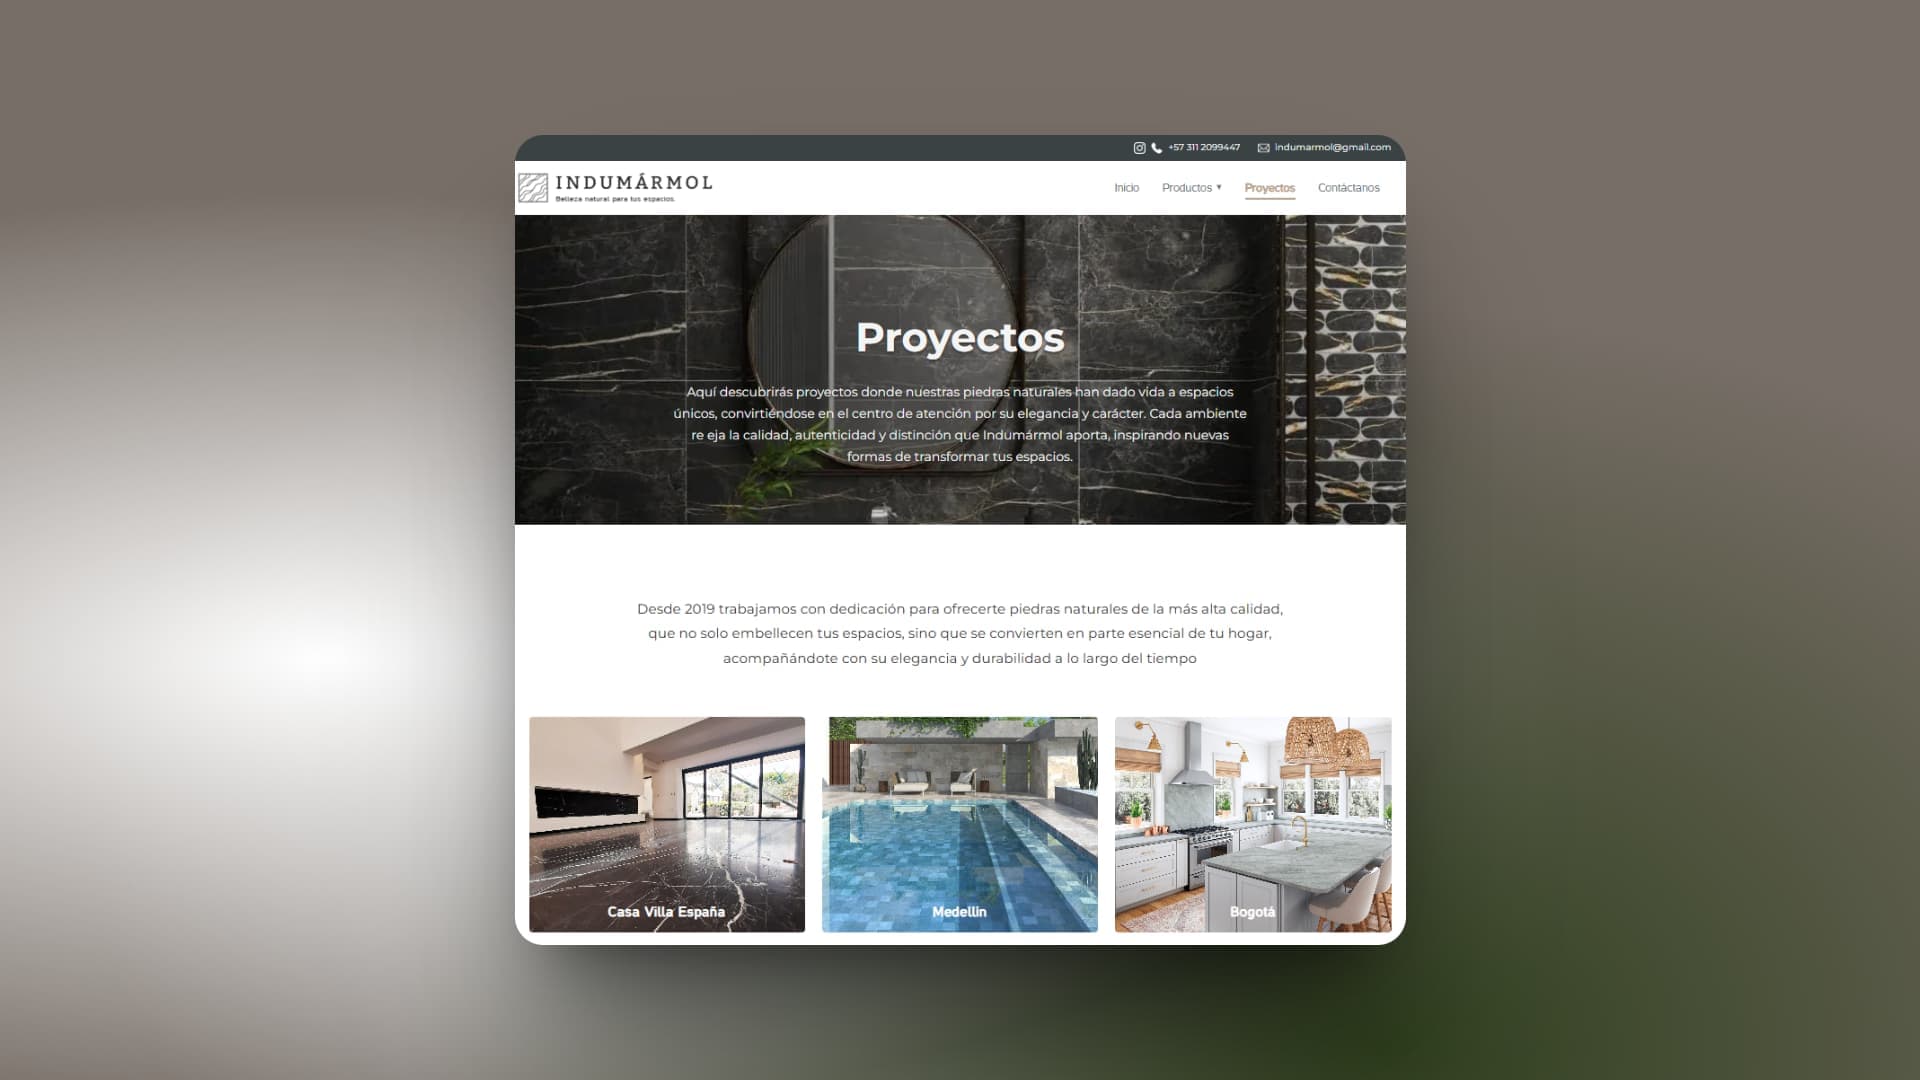 +57 311 2099447 indumarmol@gmail.com
INDUMÁRMOL
Belleza natural para tus espacios.
Inicio Productos ▼ Proyectos Contáctanos
Proyectos
Aquí descubrirás proyectos donde nuestras piedras naturales han dado vida a espacios
únicos, convirtiéndose en el centro de atención por su elegancia y carácter. Cada ambiente
re eja la calidad, autenticidad y distinción que Indumármol aporta, inspirando nuevas
formas de transformar tus espacios.
Desde 2019 trabajamos con dedicación para ofrecerte piedras naturales de la más alta calidad,
que no solo embellecen tus espacios, sino que se convierten en parte esencial de tu hogar,
acompañándote con su elegancia y durabilidad a lo largo del tiempo
Casa Villa España
Medellin
Bogotá